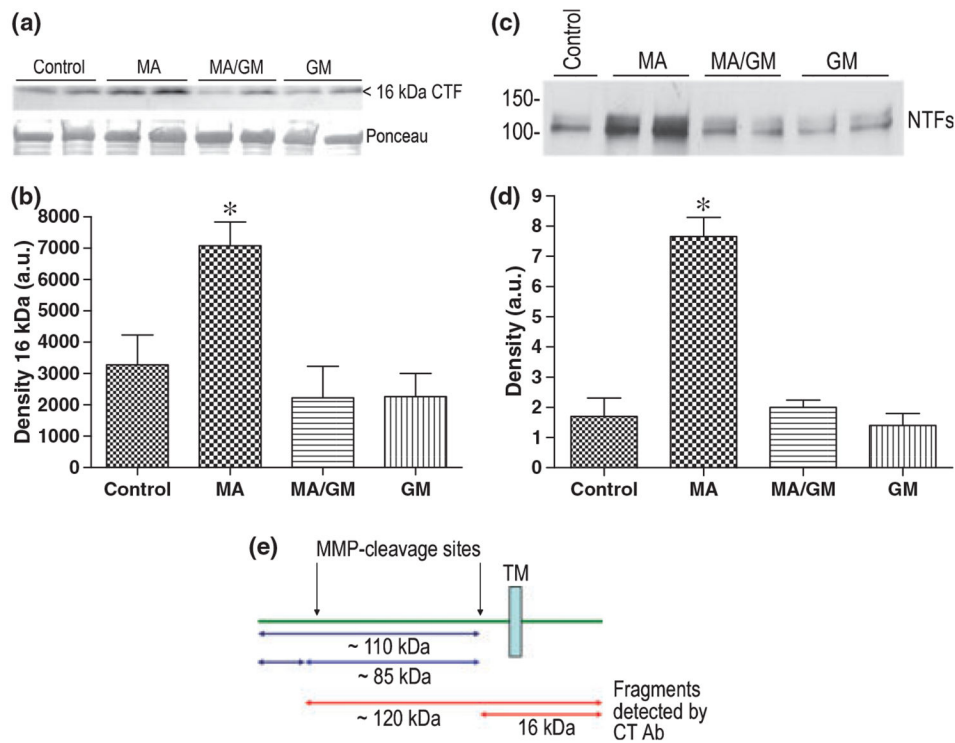 (a)
Control MA MA/GM GM
< 16 kDa CTF
Ponceau
(b)
*
8000
7000
6000
5000
4000
3000
2000
1000
0
Density 16 kDa (a.u.)
Control MA MA/GM GM
(c)
Control MA MA/GM GM
150-
100-
NTFs
(d)
*
9
8
7
6
5
4
3
2
1
0
Density (a.u.)
Control MA MA/GM GM
(e)
MMP-cleavage sites
TM
~ 110 kDa
~ 85 kDa
~ 120 kDa
16 kDa
Fragments
detected by
CT Ab